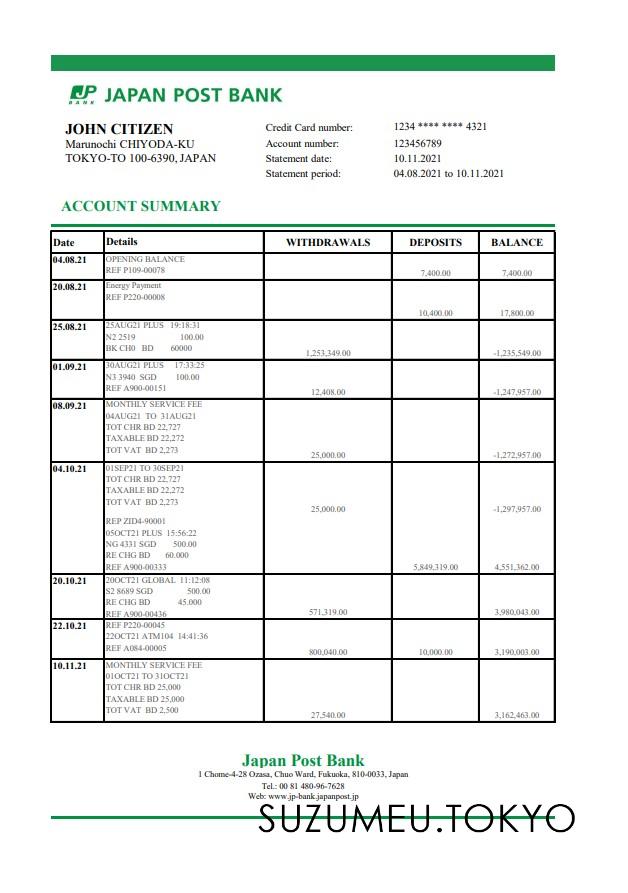 JP BANK JAPAN POST BANK
JOHN CITIZEN
Marunochi CHIYODA-KU
TOKYO-TO 100-6390, JAPAN
Credit Card number: 1234 **** **** 4321
Account number: 123456789
Statement date: 10.11.2021
Statement period: 04.08.2021 to 10.11.2021
ACCOUNT SUMMARY
Date Details WITHDRAWALS DEPOSITS BALANCE
04.08.21 OPENING BALANCE
REF P109-00078 7,400.00 7,400.00
20.08.21 Energy Payment
REF P220-00008
10,400.00 17,800.00
25.08.21 25AUG21 PLUS 19:18:31
N2 2519 100.00
BK CH0 BD 60000 1,253,349.00 -1,235,549.00
01.09.21 30AUG21 PLUS 17:33:25
N3 3940 SGD 100.00
REF A900-00151 12,408.00 -1,247,957.00
08.09.21 MONTHLY SERVICE FEE
04AUG21 TO 31AUG21
TOT CHR BD 22,727
TAXABLE BD 22,272
TOT VAT BD 2,273
25,000.00 -1,272,957.00
04.10.21 01SEP21 TO 30SEP21
TOT CHR BD 22,727
TAXABLE BD 22,272
TOT VAT BD 2,273
25,000.00 -1,297,957.00
REP ZID4-90001
05OCT21 PLUS 15:56:22
NG 4331 SGD 500.00
RE CHG BD 60.000
REF A900-00333 5,849,319.00 4,551,362.00
20.10.21 20OCT21 GLOBAL 11:12:08
S2 8689 SGD 500.00
RE CHG BD 45.000
REF A900-00436 571,319.00 3,980,043.00
22.10.21 REF P220-00045
22OCT21 ATM104 14:41:36
REF A084-00005 800,040.00 10,000.00 3,190,003.00
10.11.21 MONTHLY SERVICE FEE
01OCT21 TO 31OCT21
TOT CHR BD 25,000
TAXABLE BD 25,000
TOT VAT BD 2,500
27,540.00 3,162,463.00
Japan Post Bank
1 Chome-4-28 Ozasa, Chuo Ward, Fukuoka, 810-0033, Japan
Tel.: 00 81 480-96-7628
Web: www.jp-bank.japanpost.jp
SUZUMEU.TOKYO